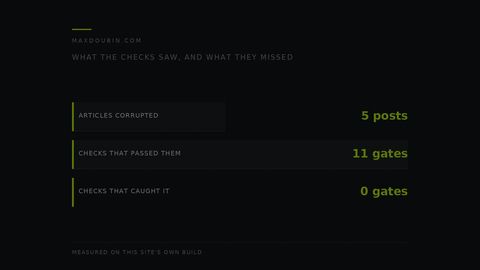 MAXDOURIN.COM
WHAT THE CHECKS SAW, AND WHAT THEY MISSED
ARTICLES CORRUPTED
5 posts
CHECKS THAT PASSED THEM
11 gates
CHECKS THAT CAUGHT IT
0 gates
MEASURED ON THIS SITE'S OWN BUILD